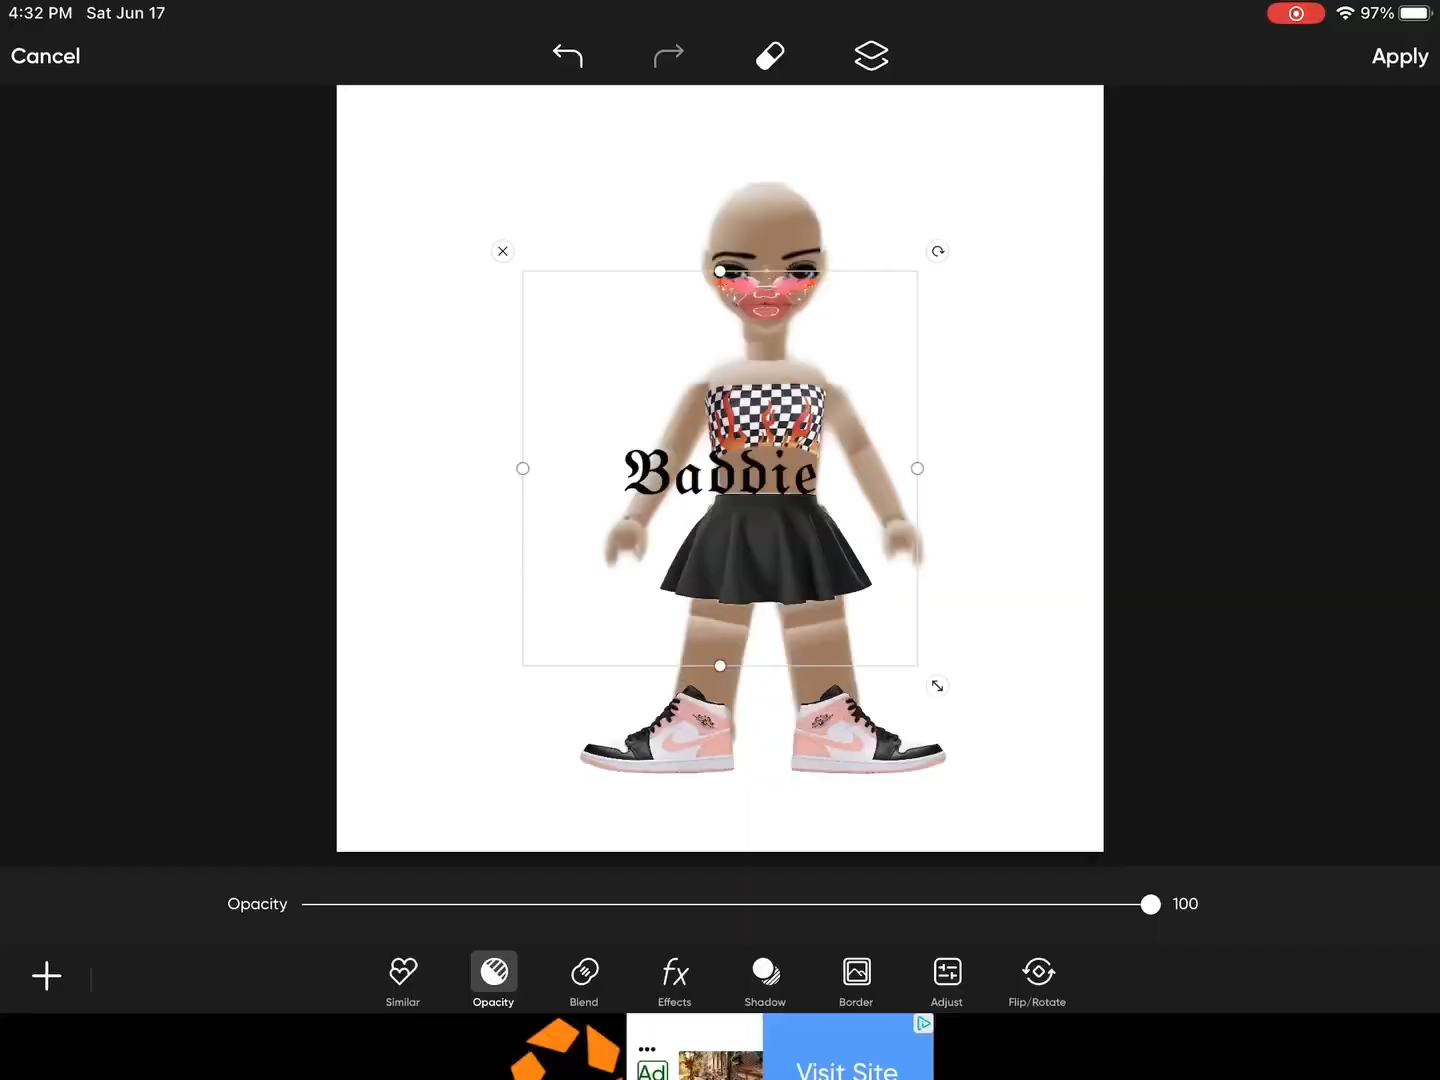 4:32 PM Sat Jun 17
97%
Cancel
Apply
Baddie
Opacity
100
Similar
Opacity
Blend
fx
Effects
Shadow
Border
Adjust
Flip/Rotate
Ad
Visit Site